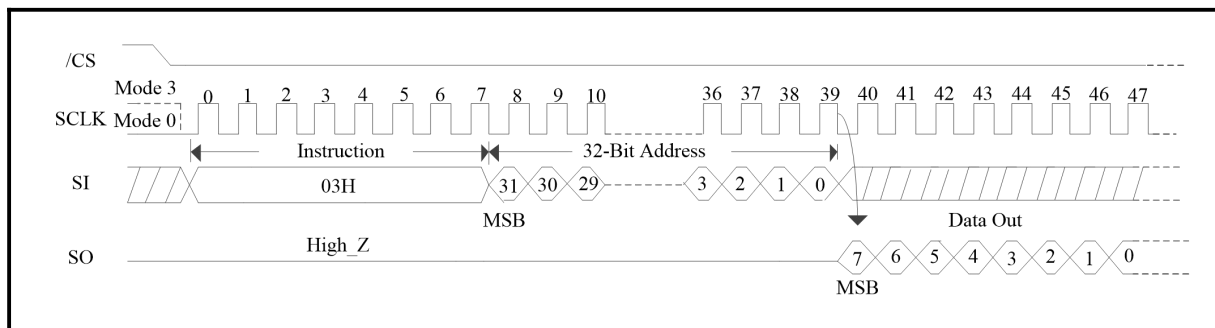 /CS
Mode 3
0 1 2 3 4 5 6 7 8 9 10 36 37 38 39 40 41 42 43 44 45 46 47
SCLK
Mode 0
Instruction 32-Bit Address
SI 03H 31 30 29 3 2 1 0
MSB Data Out
High_Z
SO 7 6 5 4 3 2 1 0
MSB